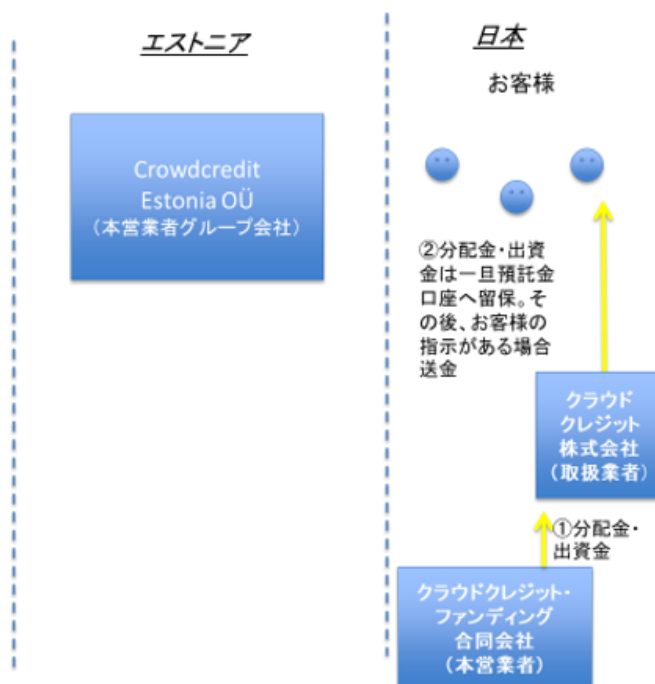 エストニア
日本
お客様
Crowdcredit
Estonia OÜ
（本営業者グループ会社）
②分配金・出資
金は一旦預託金
口座へ留保。そ
の後、お客様の
指示がある場合
送金
クラウド
クレジット
株式会社
（取扱業者）
①分配金・
出資金
クラウドクレジット・
ファンディング
合同会社
（本営業者）